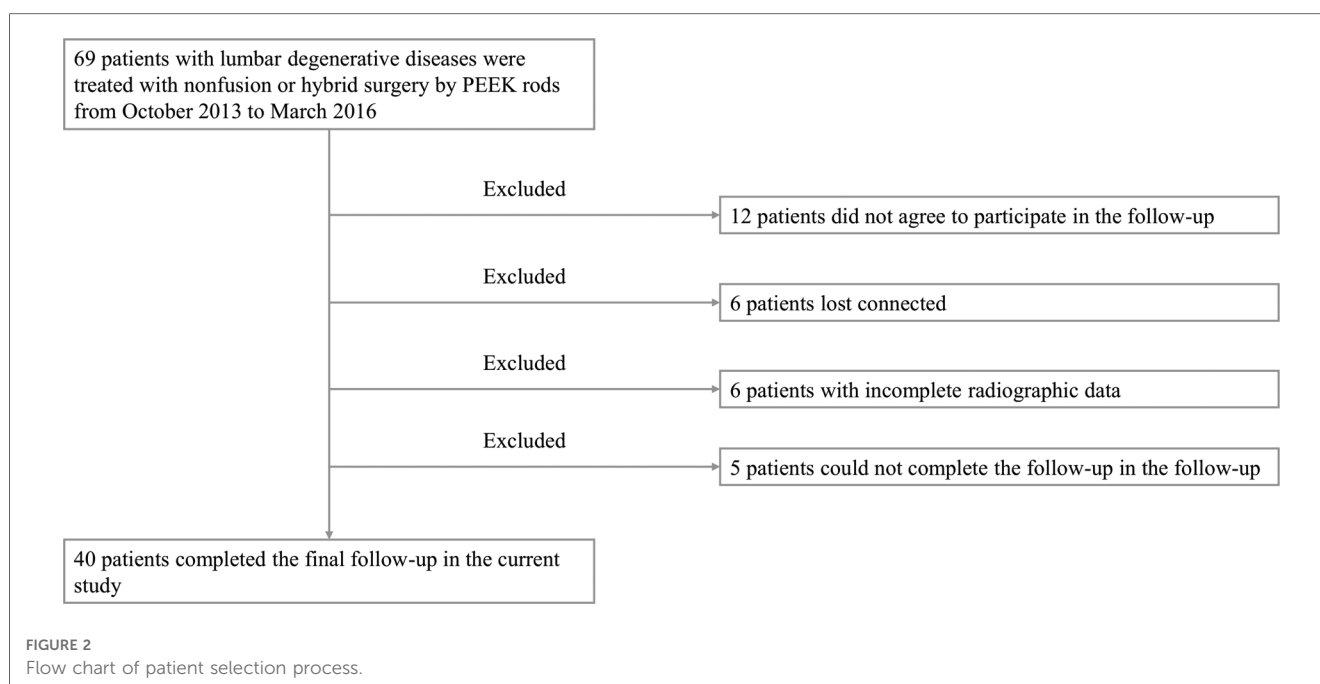 69 patients with lumbar degenerative diseases were
treated with nonfusion or hybrid surgery by PEEK rods
from October 2013 to March 2016
Excluded
12 patients did not agree to participate in the follow-up
Excluded
6 patients lost connected
Excluded
6 patients with incomplete radiographic data
Excluded
5 patients could not complete the follow-up in the follow-up
40 patients completed the final follow-up in the current
study
FIGURE 2
Flow chart of patient selection process.